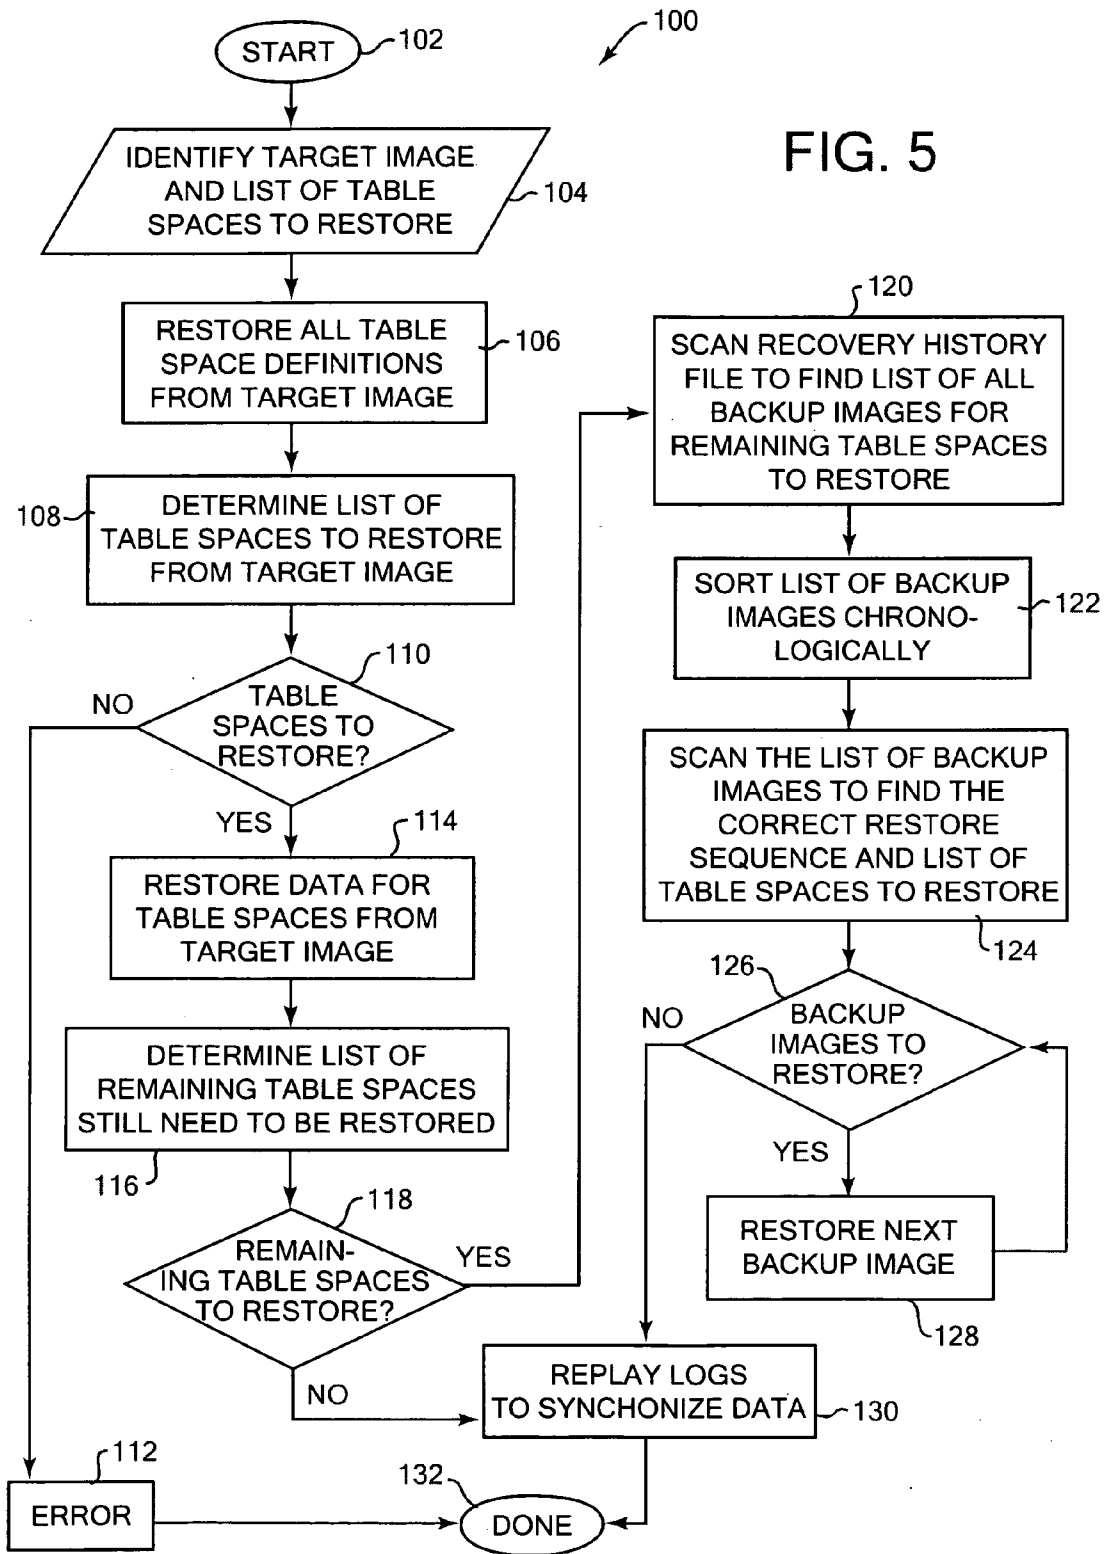 100
START
102
FIG. 5
IDENTIFY TARGET IMAGE
AND LIST OF TABLE
SPACES TO RESTORE
104
RESTORE ALL TABLE
SPACE DEFINITIONS
FROM TARGET IMAGE
106
108
DETERMINE LIST OF
TABLE SPACES TO RESTORE
FROM TARGET IMAGE
110
TABLE
SPACES TO
RESTORE?
NO
YES
114
RESTORE DATA FOR
TABLE SPACES FROM
TARGET IMAGE
DETERMINE LIST OF
REMAINING TABLE SPACES
STILL NEED TO BE RESTORED
116
118
REMAIN-
ING TABLE SPACES
TO RESTORE?
YES
NO
120
SCAN RECOVERY HISTORY
FILE TO FIND LIST OF ALL
BACKUP IMAGES FOR
REMAINING TABLE SPACES
TO RESTORE
SORT LIST OF BACKUP
IMAGES CHRONO-
LOGICALLY
122
SCAN THE LIST OF BACKUP
IMAGES TO FIND THE
CORRECT RESTORE
SEQUENCE AND LIST OF
TABLE SPACES TO RESTORE
124
126
BACKUP
IMAGES TO
RESTORE?
NO
YES
RESTORE NEXT
BACKUP IMAGE
128
REPLAY LOGS
TO SYNCHONIZE DATA
130
112
ERROR
132
DONE